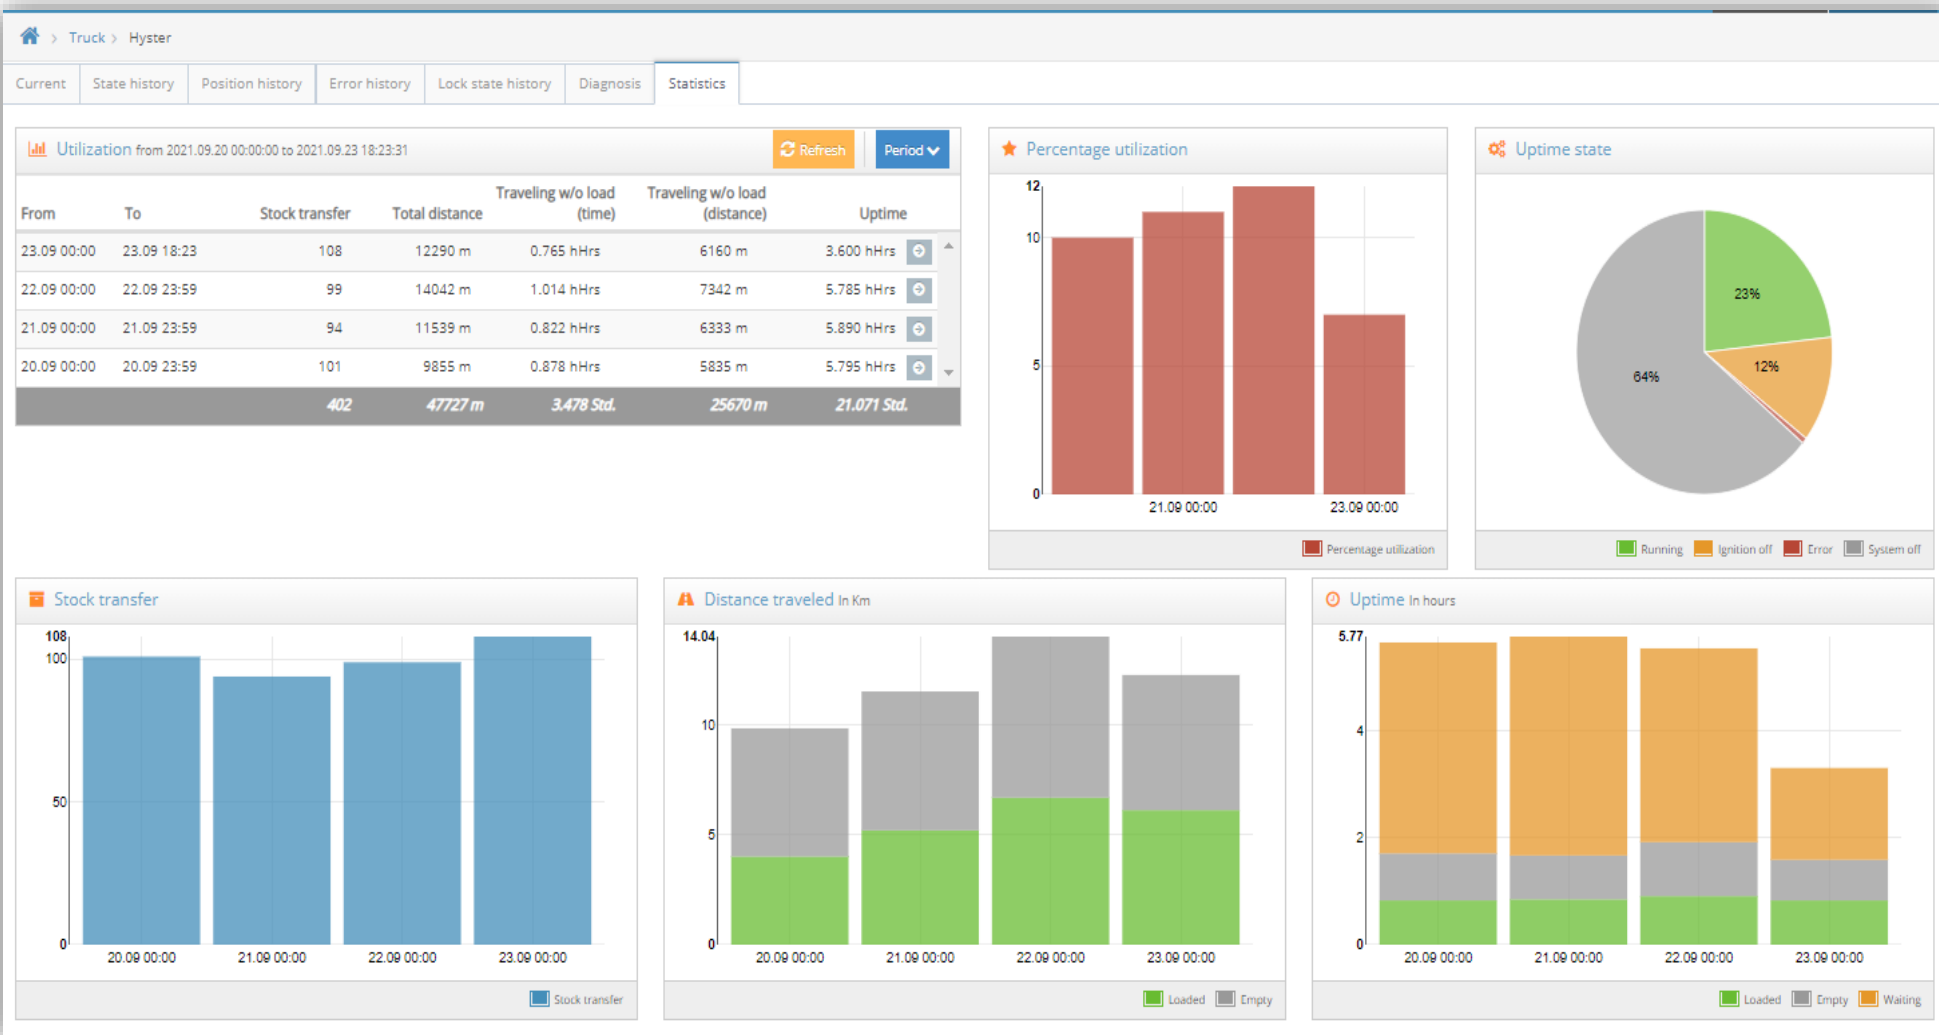 Truck > Hyster
Current State history Position history Error history Lock state history Diagnosis Statistics
Utilization from 2021.09.20 00:00:00 to 2021.09.23 18:23:31 Refresh Period
From To Stock transfer Total distance Traveling w/o load (time) Traveling w/o load (distance) Uptime
23.09 00:00 23.09 18:23 108 12290 m 0.765 hHrs 6160 m 3.600 hHrs
22.09 00:00 22.09 23:59 99 14042 m 1.014 hHrs 7342 m 5.785 hHrs
21.09 00:00 21.09 23:59 94 11539 m 0.822 hHrs 6333 m 5.890 hHrs
20.09 00:00 20.09 23:59 101 9855 m 0.878 hHrs 5835 m 5.795 hHrs
402 47727 m 3.478 Std. 25670 m 21.071 Std.
Percentage utilization
12
10
5
0
21.09 00:00 23.09 00:00
Percentage utilization
Uptime state
23%
12%
64%
Running Ignition off Error System off
Stock transfer
108
100
50
0
20.09 00:00 21.09 00:00 22.09 00:00 23.09 00:00
Stock transfer
Distance traveled In Km
14.04
10
5
0
20.09 00:00 21.09 00:00 22.09 00:00 23.09 00:00
Loaded Empty
Uptime In hours
5.77
4
2
0
20.09 00:00 21.09 00:00 22.09 00:00 23.09 00:00
Loaded Empty Waiting